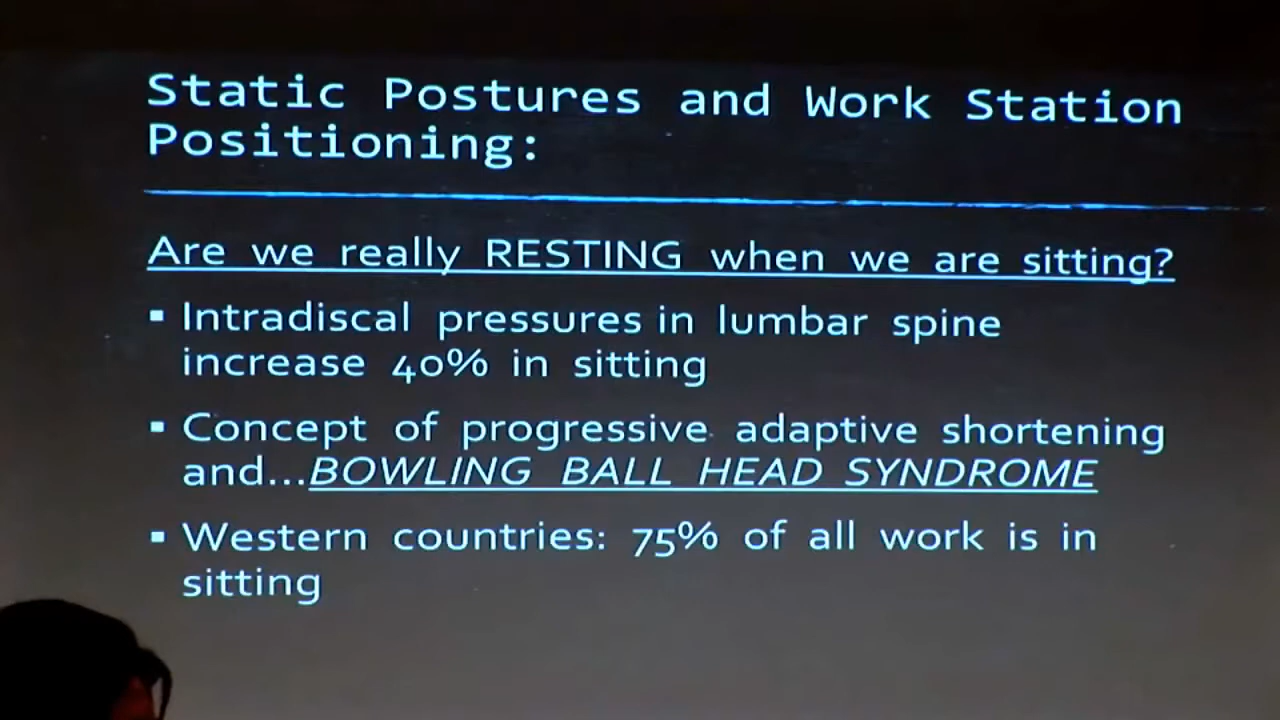 Static Postures and Work Station
Positioning:
Are we really RESTING when we are sitting?
▪ Intradiscal pressures in lumbar spine
increase 40% in sitting
▪ Concept of progressive adaptive shortening
and...BOWLING BALL HEAD SYNDROME
▪ Western countries: 75% of all work is in
sitting